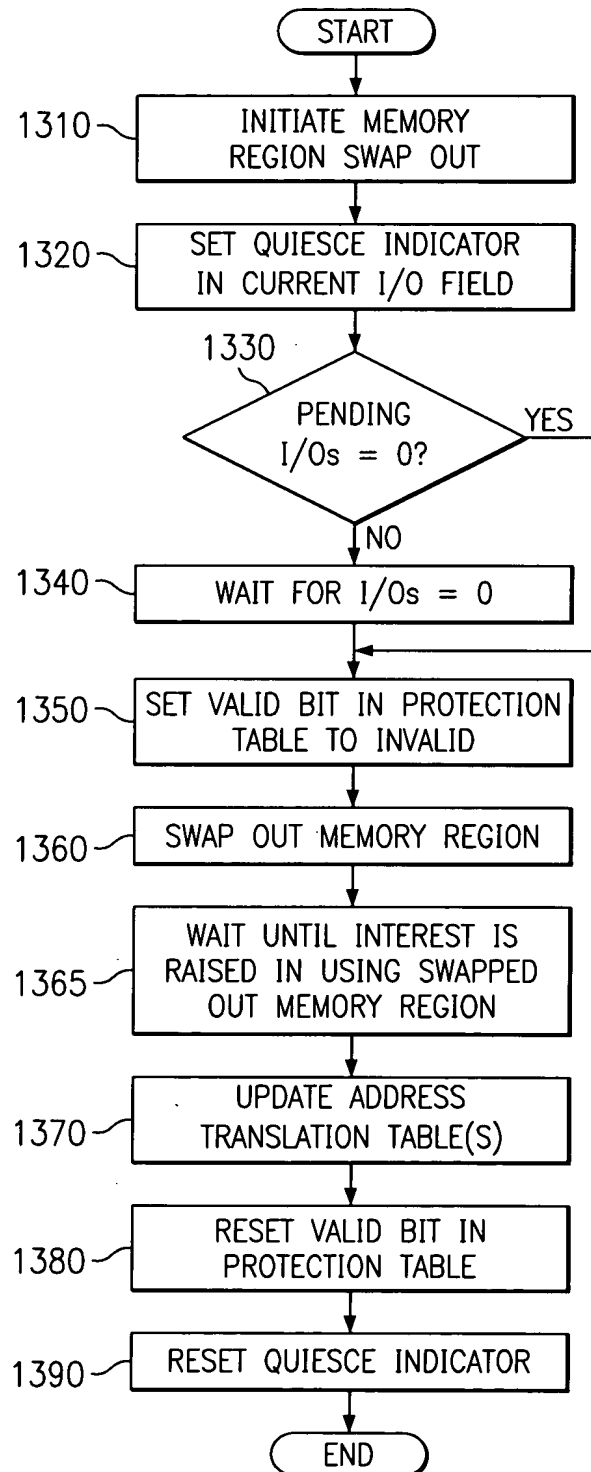 START
1310
INITIATE MEMORY
REGION SWAP OUT
1320
SET QUIESCE INDICATOR
IN CURRENT I/O FIELD
1330
PENDING
I/Os = 0?
YES
NO
1340
WAIT FOR I/Os = 0
1350
SET VALID BIT IN PROTECTION
TABLE TO INVALID
1360
SWAP OUT MEMORY REGION
1365
WAIT UNTIL INTEREST IS
RAISED IN USING SWAPPED
OUT MEMORY REGION
1370
UPDATE ADDRESS
TRANSLATION TABLE(S)
1380
RESET VALID BIT IN
PROTECTION TABLE
1390
RESET QUIESCE INDICATOR
END